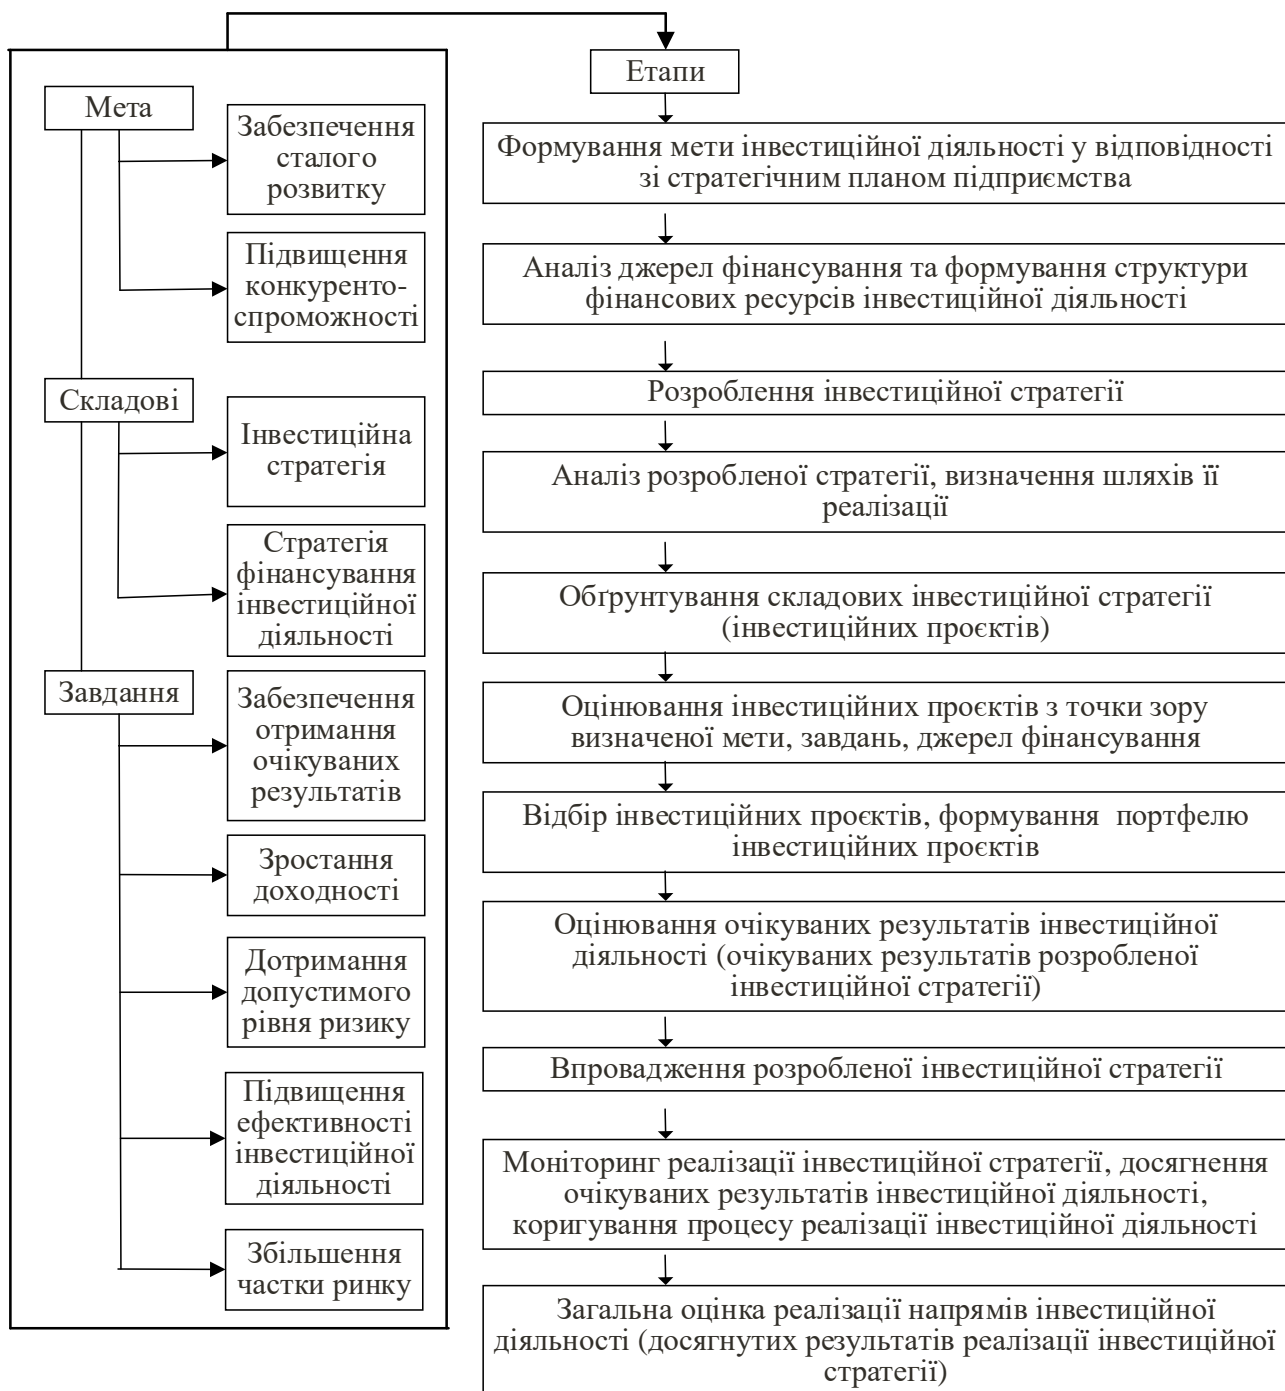 Мета
Забезпечення
сталого
розвитку
Підвищення
конкуренто-
спроможності
Складові
Інвестиційна
стратегія
Стратегія
фінансування
інвестиційної
діяльності
Завдання
Забезпечення
отримання
очікуваних
результатів
Зростання
доходності
Дотримання
допустимого
рівня ризику
Підвищення
ефективності
інвестиційної
діяльності
Збільшення
частки ринку
Етапи
Формування мети інвестиційної діяльності у відповідності
зі стратегічним планом підприємства
Аналіз джерел фінансування та формування структури
фінансових ресурсів інвестиційної діяльності
Розроблення інвестиційної стратегії
Аналіз розробленої стратегії, визначення шляхів її
реалізації
Обґрунтування складових інвестиційної стратегії
(інвестиційних проєктів)
Оцінювання інвестиційних проєктів з точки зору
визначеної мети, завдань, джерел фінансування
Відбір інвестиційних проєктів, формування портфелю
інвестиційних проєктів
Оцінювання очікуваних результатів інвестиційної
діяльності (очікуваних результатів розробленої
інвестиційної стратегії)
Впровадження розробленої інвестиційної стратегії
Моніторинг реалізації інвестиційної стратегії, досягнення
очікуваних результатів інвестиційної діяльності,
коригування процесу реалізації інвестиційної діяльності
Загальна оцінка реалізації напрямів інвестиційної
діяльності (досягнутих результатів реалізації інвестиційної
стратегії)